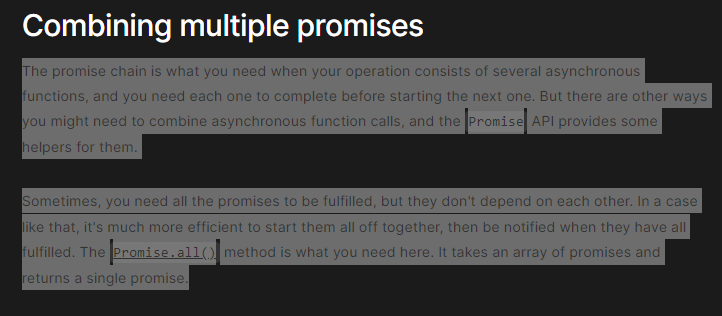 Combining multiple promises
The promise chain is what you need when your operation consists of several asynchronous
functions, and you need each one to complete before starting the next one. But there are other ways
you might need to combine asynchronous function calls, and the Promise API provides some
helpers for them.
Sometimes, you need all the promises to be fulfilled, but they don't depend on each other. In a case
like that, it's much more efficient to start them all off together, then be notified when they have all
fulfilled. The Promise.all() method is what you need here. It takes an array of promises and
returns a single promise.